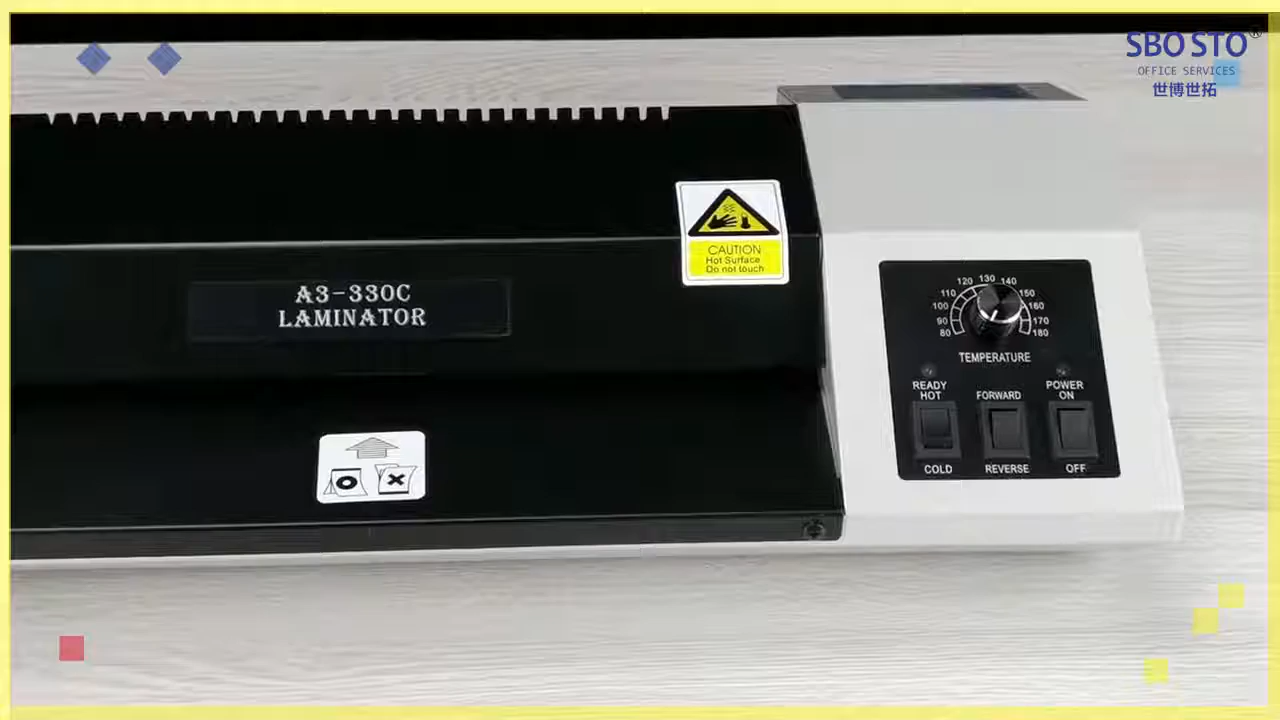 SBO STO®
OFFICE SERVICES
世博世拓
CAUTION
Hot Surface
Do not touch
A3-330C
LAMINATOR
80 90 100 110 120 130 140 150 160 170 180
TEMPERATURE
READY
HOT
COLD
FORWARD
REVERSE
POWER
ON
OFF